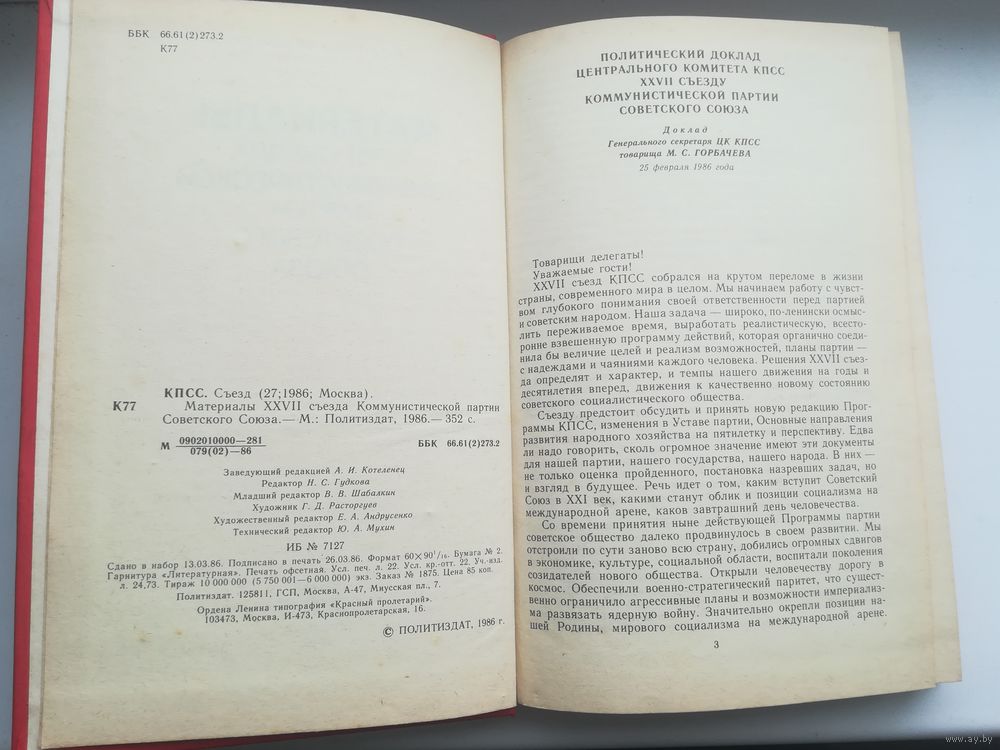 ББК 66.61(2)273.2
К77
КПСС. Съезд (27;1986; Москва).
К77 Материалы XXVII съезда Коммунистической партии
Советского Союза.— М.: Политиздат, 1986.— 352 с.
М 0902010000—281
079(02)—86
ББК 66.61(2)273.2
Заведующий редакцией А. И. Котеленец
Редактор Н. С. Гудкова
Младший редактор В. В. Шабалкин
Художник Г. Д. Расторгуев
Художественный редактор Е. А. Андрусенко
Технический редактор Ю. А. Мухин
ИБ № 7127
Сдано в набор 13.03.86. Подписано в печать 26.03.86. Формат 60×90 1/16. Бумага № 2.
Гарнитура «Литературная». Печать офсетная. Усл. печ. л. 22. Усл. кр.-отт. 22. Уч.-изд.
л. 24,73. Тираж 10 000 000 (5 750 001—6 000 000) экз. Заказ № 1875. Цена 85 коп.
Политиздат. 125811, ГСП, Москва, А-47, Миусская пл., 7.
Ордена Ленина типография «Красный пролетарий».
103473, Москва, И-473, Краснопролетарская, 16.
© ПОЛИТИЗДАТ, 1986 г.
ПОЛИТИЧЕСКИЙ ДОКЛАД
ЦЕНТРАЛЬНОГО КОМИТЕТА КПСС
XXVII СЪЕЗДУ
КОММУНИСТИЧЕСКОЙ ПАРТИИ
СОВЕТСКОГО СОЮЗА
Доклад
Генерального секретаря ЦК КПСС
товарища М. С. ГОРБАЧЕВА
25 февраля 1986 года
Товарищи делегаты!
Уважаемые гости!
XXVII съезд КПСС собрался на крутом переломе в жизни
страны, современного мира в целом. Мы начинаем работу с чувст-
вом глубокого понимания своей ответственности перед партией
и советским народом. Наша задача — широко, по-ленински осмыс-
лить переживаемое время, выработать реалистическую, всесто-
ронне взвешенную программу действий, которая органично соеди-
нила бы величие целей и реализм возможностей, планы партии —
с надеждами и чаяниями каждого человека. Решения XXVII съез-
да определят и характер, и темпы нашего движения на годы и
десятилетия вперед, движения к качественно новому состоянию
советского социалистического общества.
Съезду предстоит обсудить и принять новую редакцию Прог-
раммы КПСС, изменения в Уставе партии, Основные направления
развития народного хозяйства на пятилетку и перспективу. Едва
ли надо говорить, сколь огромное значение имеют эти документы
для нашей партии, нашего государства, нашего народа. В них —
не только оценка пройденного, постановка назревших задач, но
и взгляд в будущее. Речь идет о том, каким вступит Советский
Союз в XXI век, какими станут облик и позиции социализма на
международной арене, каков завтрашний день человечества.
Со времени принятия ныне действующей Программы партии
советское общество далеко продвинулось в своем развитии. Мы
отстроили по сути заново всю страну, добились огромных сдвигов
в экономике, культуре, социальной области, воспитали поколения
созидателей нового общества. Открыли человечеству дорогу в
космос. Обеспечили военно-стратегический паритет, что сущест-
венно ограничило агрессивные планы и возможности империализ-
ма развязать ядерную войну. Значительно окрепли позиции на-
шей Родины, мирового социализма на международной арене.
3
www.ay.by